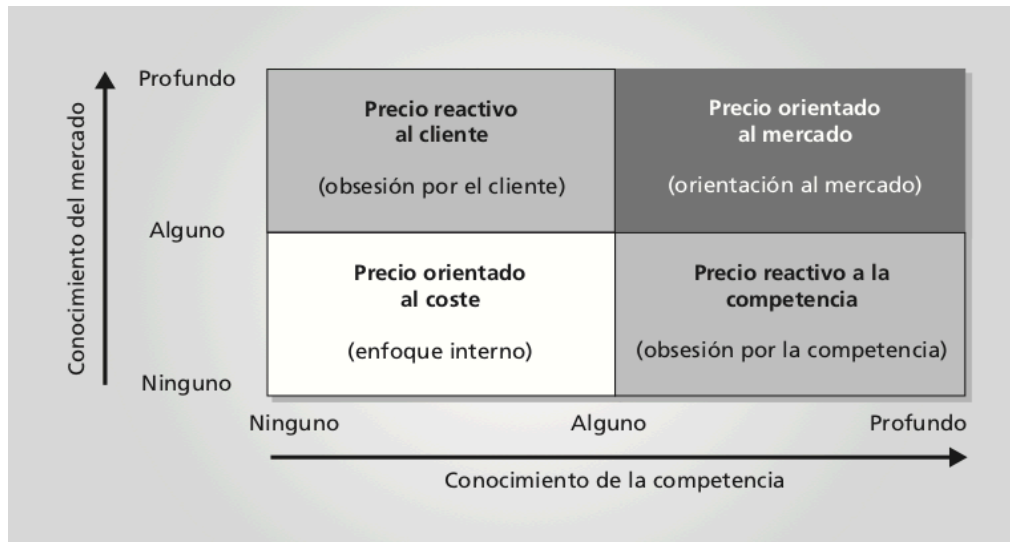 Conocimiento del mercado
Profundo
Alguno
Ninguno
Precio reactivo
al cliente
(obsesión por el cliente)
Precio orientado
al mercado
(orientación al mercado)
Precio orientado
al coste
(enfoque interno)
Precio reactivo a la
competencia
(obsesión por la competencia)
Ninguno
Alguno
Profundo
Conocimiento de la competencia